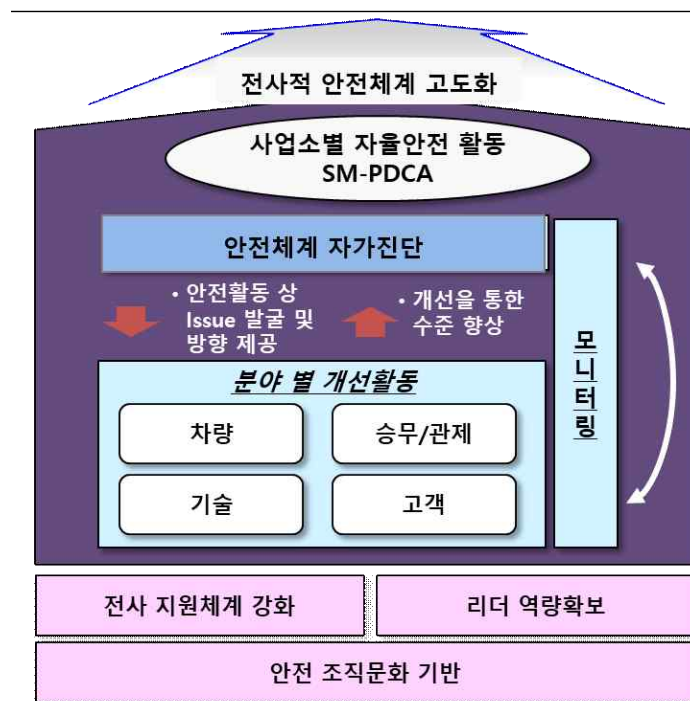 전사적 안전체계 고도화
사업소별 자율안전 활동
SM-PDCA
안전체계 자가진단
• 안전활동 상
Issue 발굴 및
방향 제공
• 개선을 통한
수준 향상
모니터링
분야 별 개선활동
차량
승무/관제
기술
고객
전사 지원체계 강화
리더 역량확보
안전 조직문화 기반